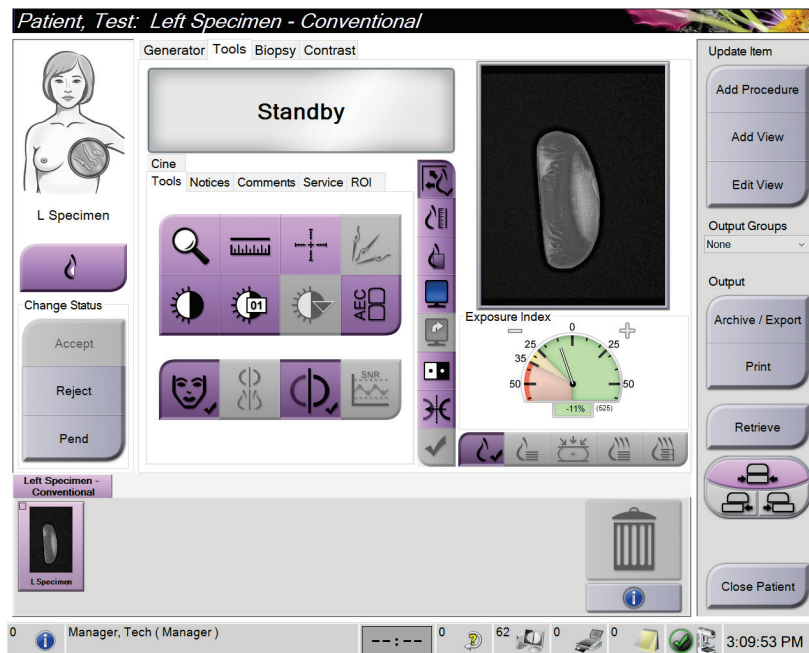 Patient, Test:  Left Specimen - Conventional
Generator Tools Biopsy Contrast
Standby
Cine
Tools Notices Comments Service ROI
01
AEC
SNR
L Specimen
Change Status
Accept
Reject
Pend
Exposure Index
0
25 25
35
50 50
-11% (525)
Update Item
Add Procedure
Add View
Edit View
Output Groups
None
Output
Archive / Export
Print
Retrieve
Close Patient
Left Specimen -
Conventional
L Specimen
0 Manager, Tech ( Manager ) --:-- 0 62 0 0 3:09:53 PM